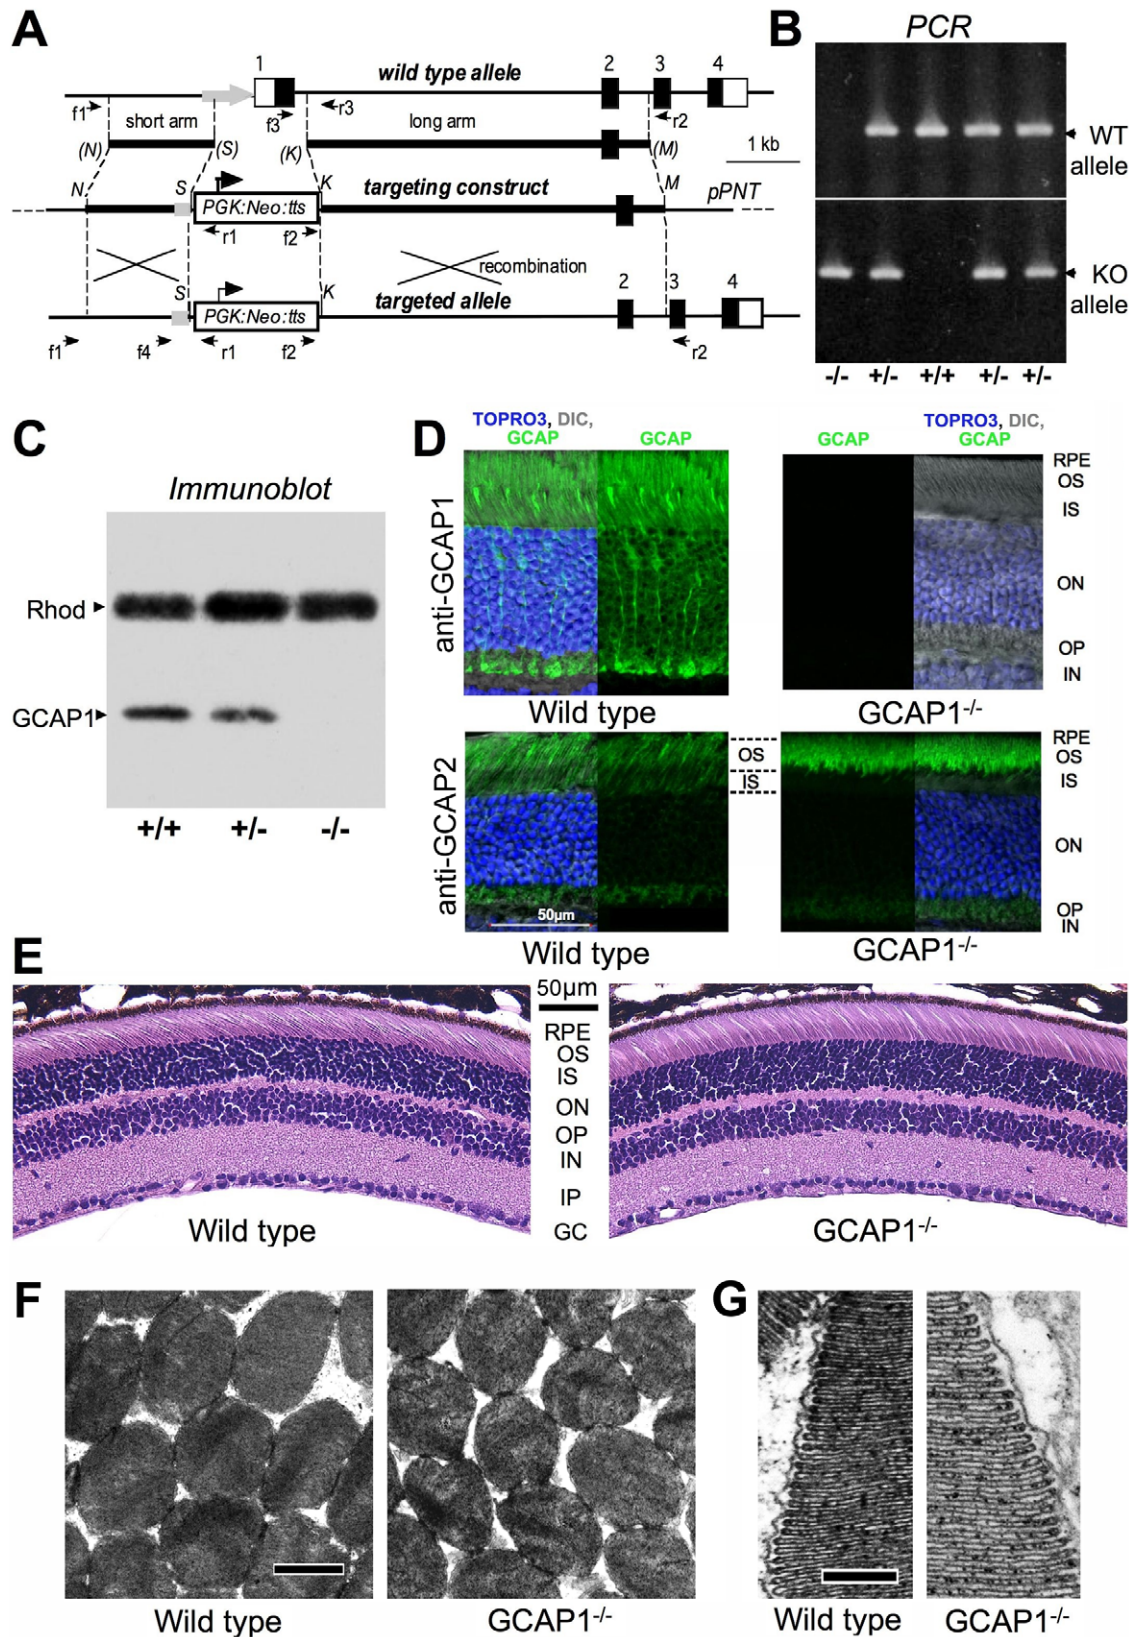 A
1
wild type allele
2
3
4
f1
f3
r3
r2
short arm
long arm
(N)
(S)
(K)
(M)
1 kb
N
S
K
targeting construct
M
pPNT
PGK:Neo:tts
r1
f2
recombination
S
K
targeted allele
2
3
4
PGK:Neo:tts
f1
f4
r1
f2
r2
B
PCR
WT
allele
KO
allele
-/- +/- +/+ +/- +/-
C
Immunoblot
Rhod
GCAP1
+/+ +/- -/-
D
TOPRO3, DIC,
GCAP
GCAP
GCAP
TOPRO3, DIC,
GCAP
anti-GCAP1
RPE
OS
IS
ON
OP
IN
Wild type
GCAP1-/-
anti-GCAP2
OS
IS
RPE
OS
IS
ON
OP
IN
50µm
Wild type
GCAP1-/-
E
50µm
RPE
OS
IS
ON
OP
IN
IP
GC
Wild type
GCAP1-/-
F
Wild type
GCAP1-/-
G
Wild type
GCAP1-/-